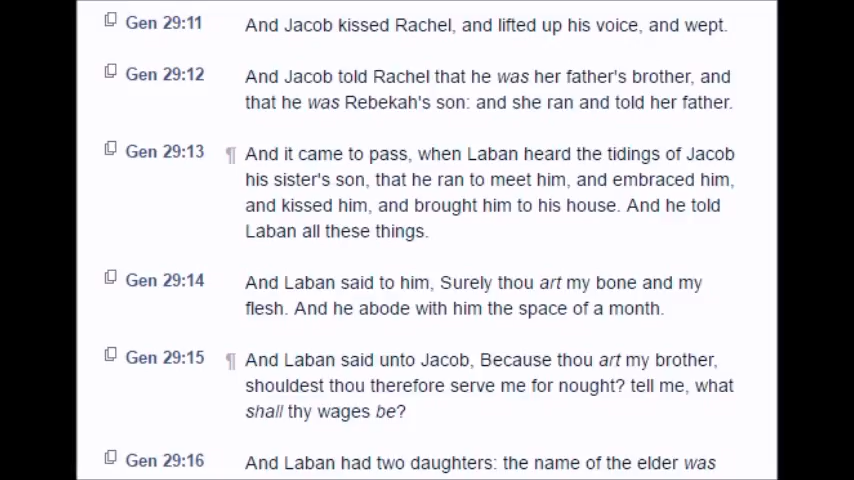 Gen 29:11 And Jacob kissed Rachel, and lifted up his voice, and wept.
Gen 29:12 And Jacob told Rachel that he was her father's brother, and
that he was Rebekah's son: and she ran and told her father.
Gen 29:13 ¶ And it came to pass, when Laban heard the tidings of Jacob
his sister's son, that he ran to meet him, and embraced him,
and kissed him, and brought him to his house. And he told
Laban all these things.
Gen 29:14 And Laban said to him, Surely thou art my bone and my
flesh. And he abode with him the space of a month.
Gen 29:15 ¶ And Laban said unto Jacob, Because thou art my brother,
shouldest thou therefore serve me for nought? tell me, what
shall thy wages be?
Gen 29:16 And Laban had two daughters: the name of the elder was